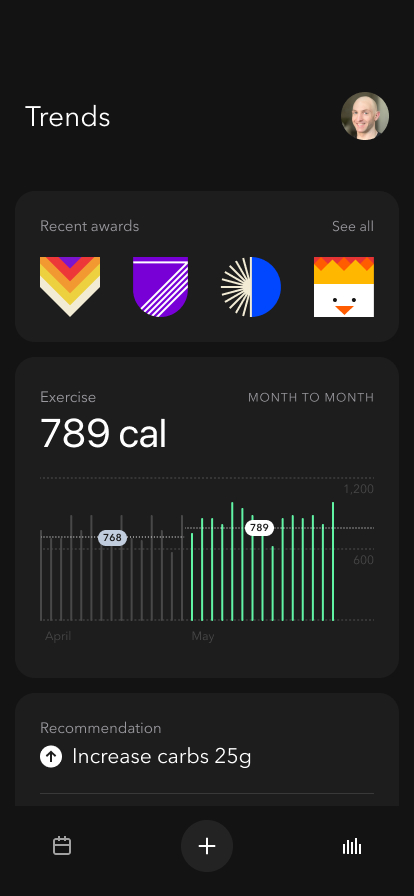 Trends
Recent awards
See all
Exercise
MONTH TO MONTH
789 cal
1,200
789
768
600
April
May
Recommendation
Increase carbs 25g